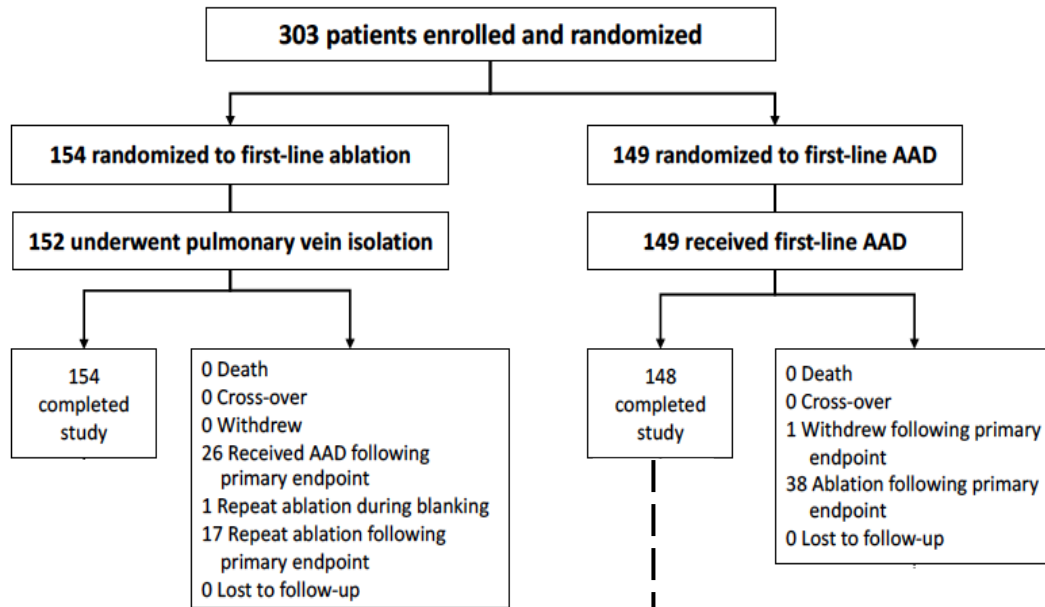 303 patients enrolled and randomized
154 randomized to first-line ablation
149 randomized to first-line AAD
152 underwent pulmonary vein isolation
149 received first-line AAD
154
completed
study
0 Death
0 Cross-over
0 Withdrew
26 Received AAD following
primary endpoint
1 Repeat ablation during blanking
17 Repeat ablation following
primary endpoint
0 Lost to follow-up
148
completed
study
0 Death
0 Cross-over
1 Withdrew following primary
endpoint
38 Ablation following primary
endpoint
0 Lost to follow-up